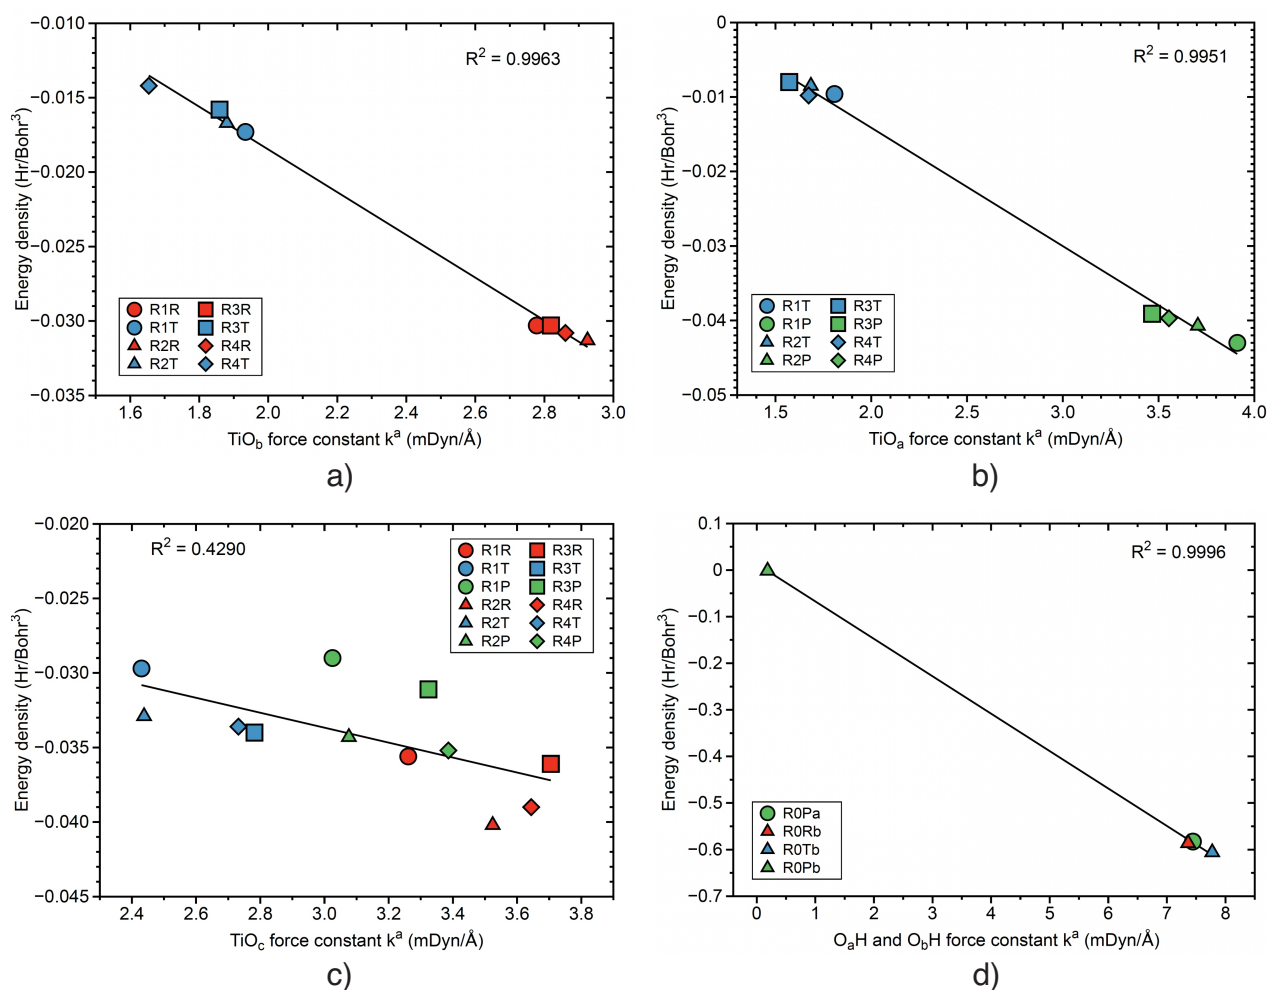 −0.010
−0.015
−0.020
−0.025
−0.030
−0.035
Energy density (Hr/Bohr³)
R² = 0.9963
R1R R3R
R1T R3T
R2R R4R
R2T R4T
1.6 1.8 2.0 2.2 2.4 2.6 2.8 3.0
TiO_b force constant kᵃ (mDyn/Å)
a)
0
−0.01
−0.02
−0.03
−0.04
−0.05
Energy density (Hr/Bohr³)
R² = 0.9951
R1T R3T
R1P R3P
R2T R4T
R2P R4P
1.5 2.0 2.5 3.0 3.5 4.0
TiOₐ force constant kᵃ (mDyn/Å)
b)
−0.020
−0.025
−0.030
−0.035
−0.040
−0.045
Energy density (Hr/Bohr³)
R² = 0.4290
R1R R3R
R1T R3T
R1P R3P
R2R R4R
R2T R4T
R2P R4P
2.4 2.6 2.8 3.0 3.2 3.4 3.6 3.8
TiO_c force constant kᵃ (mDyn/Å)
c)
0.1
0
−0.1
−0.2
−0.3
−0.4
−0.5
−0.6
−0.7
Energy density (Hr/Bohr³)
R² = 0.9996
R0Pa
R0Rb
R0Tb
R0Pb
0 1 2 3 4 5 6 7 8
OₐH and O_bH force constant kᵃ (mDyn/Å)
d)